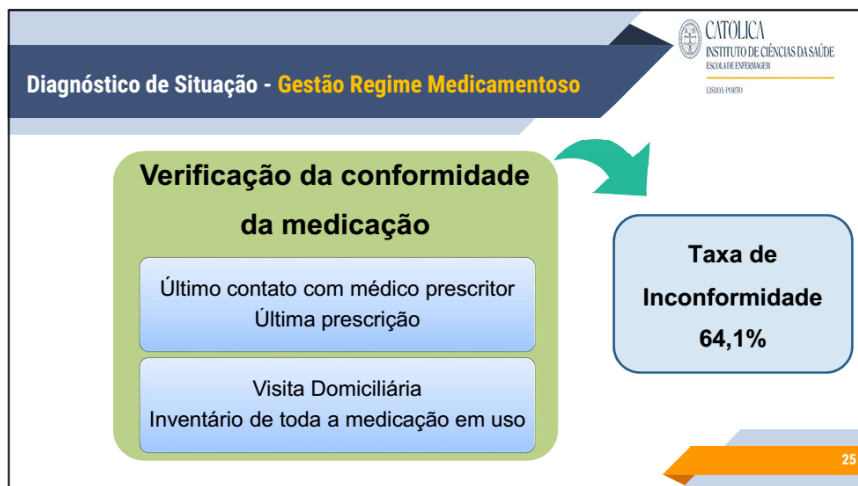 CATOLICA
INSTITUTO DE CIÊNCIAS DA SAÚDE
ESCOLA DE ENFERMAGEM
LISBOA·PORTO
Diagnóstico de Situação - Gestão Regime Medicamentoso
Verificação da conformidade
da medicação
Último contato com médico prescritor
Última prescrição
Visita Domiciliária
Inventário de toda a medicação em uso
Taxa de
Inconformidade
64,1%
25